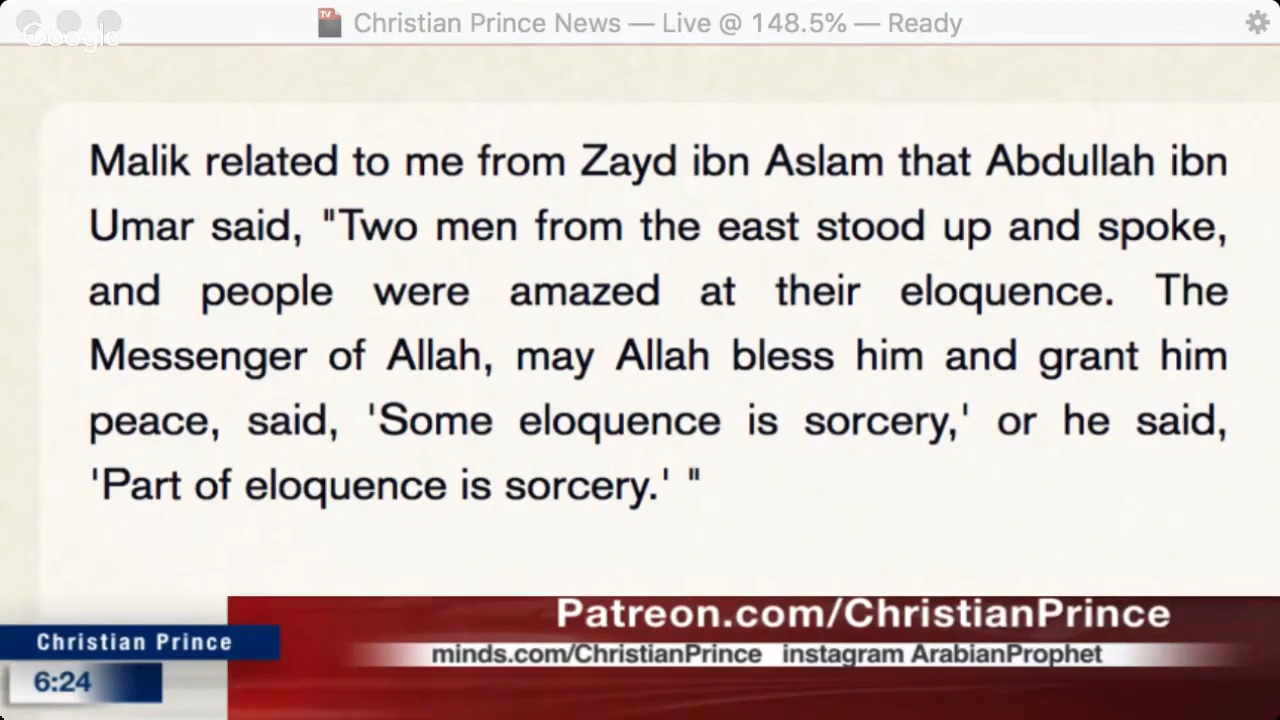 Christian Prince News — Live @ 148.5% — Ready
TV
Google
Malik related to me from Zayd ibn Aslam that Abdullah ibn
Umar said, "Two men from the east stood up and spoke,
and people were amazed at their eloquence. The
Messenger of Allah, may Allah bless him and grant him
peace, said, 'Some eloquence is sorcery,' or he said,
'Part of eloquence is sorcery.' "
Patreon.com/ChristianPrince
Christian Prince
minds.com/ChristianPrince instagram ArabianProphet
6:24